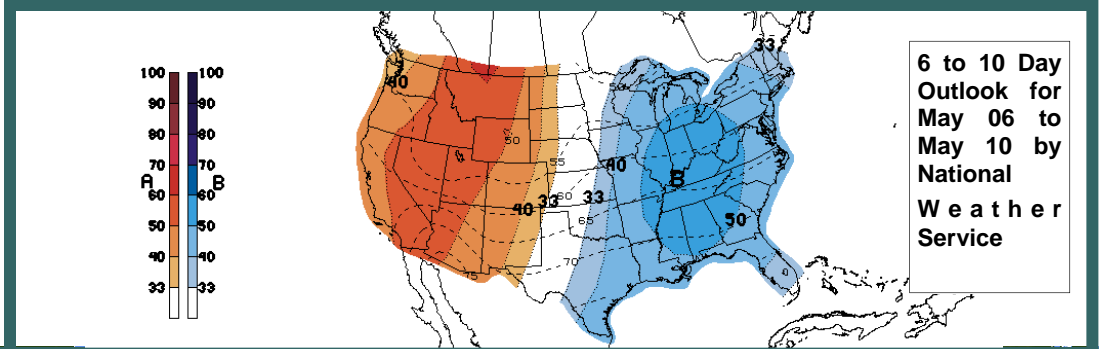 100 100
90 90
80 80
70 70
A B
60 60
50 50
40 40
33 33
40
33
50
55
40
B
60
33
33
40
65
50
70
75
0
6 to 10 Day
Outlook for
May 06 to
May 10 by
National
Weather
Service